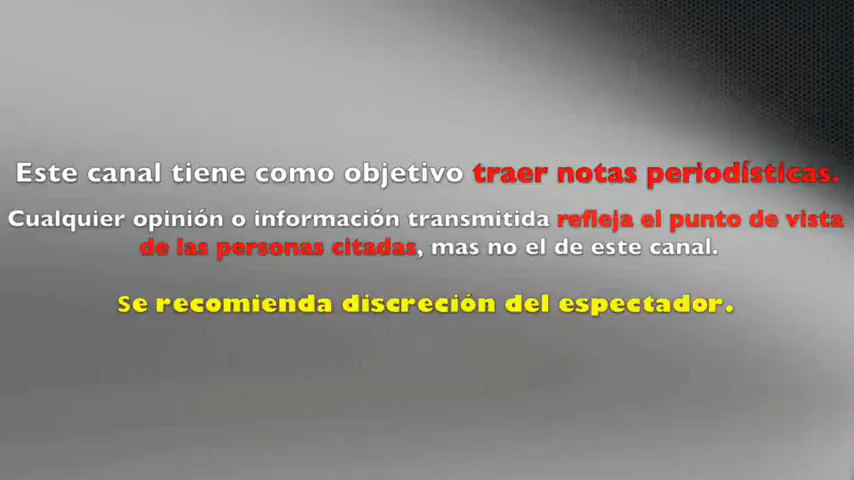 Este canal tiene como objetivo traer notas periodísticas.
Cualquier opinión o información transmitida refleja el punto de vista
de las personas citadas, mas no el de este canal.
Se recomienda discreción del espectador.